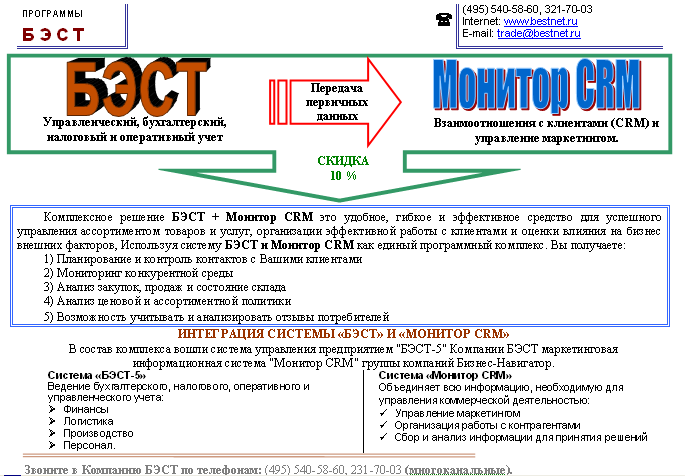 ПРОГРАММЫ
БЭСТ
(495) 540-58-60, 321-70-03
Internet: www.bestnet.ru
E-mail: trade@bestnet.ru
БЭСТ
Управленческий, бухгалтерский,
налоговый и оперативный учет
Передача
первичных
данных
Монитор CRM
Взаимоотношения с клиентами (CRM) и
управление маркетингом.
СКИДКА
10 %
Комплексное решение БЭСТ + Монитор CRM это удобное, гибкое и эффективное средство для успешного
управления ассортиментом товаров и услуг, организации эффективной работы с клиентами и оценки влияния на бизнес
внешних факторов, Используя систему БЭСТ и Монитор CRM как единый программный комплекс. Вы получаете:
1) Планирование и контроль контактов с Вашими клиентами
2) Мониторинг конкурентной среды
3) Анализ закупок, продаж и состояние склада
4) Анализ ценовой и ассортиментной политики
5) Возможность учитывать и анализировать отзывы потребителей
ИНТЕГРАЦИЯ СИСТЕМЫ «БЭСТ» И «МОНИТОР CRM»
В состав комплекса вошли система управления предприятием "БЭСТ-5" Компании БЭСТ маркетинговая
информационная система "Монитор CRM" группы компаний Бизнес-Навигатор.
Система «БЭСТ-5»
Ведение бухгалтерского, налогового, оперативного и
управленческого учета:
➢ Финансы
➢ Логистика
➢ Производство
➢ Персонал.
Система «Монитор CRM»
Объединяет всю информацию, необходимую для
управления коммерческой деятельностью:
✓ Управление маркетингом
✓ Организация работы с контрагентами
✓ Сбор и анализ информации для принятия решений
Звоните в Компанию БЭСТ по телефонам: (495) 540-58-60, 231-70-03 (многоканальные).